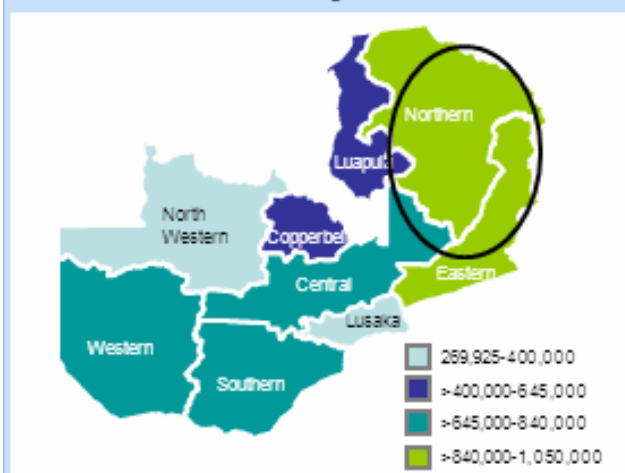 Northern
Luapula
North
Western
Copperbel
Central
Eastern
Lusaka
Western
Southern
269,925-400,000
>400,000-645,000
>645,000-840,000
>840,000-1,050,000